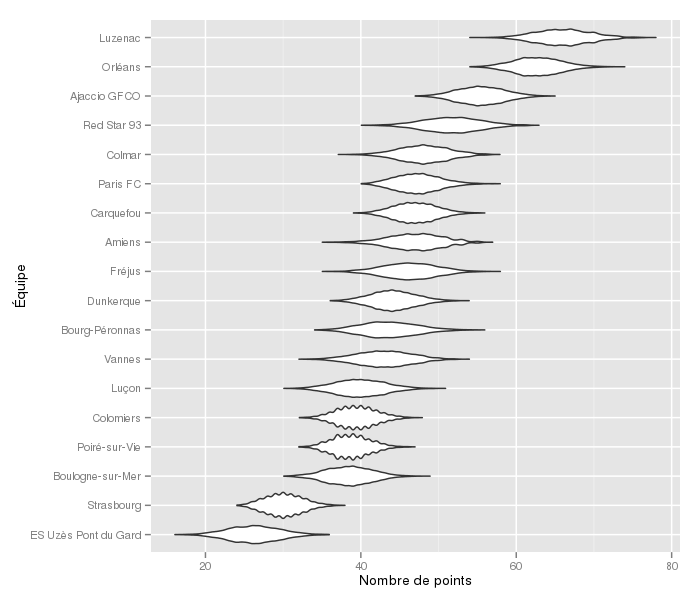 Luzenac
Orléans
Ajaccio GFCO
Red Star 93
Colmar
Paris FC
Carquefou
Amiens
Fréjus
Dunkerque
Bourg-Péronnas
Vannes
Luçon
Colomiers
Poiré-sur-Vie
Boulogne-sur-Mer
Strasbourg
ES Uzès Pont du Gard
Équipe
20 40 60 80
Nombre de points